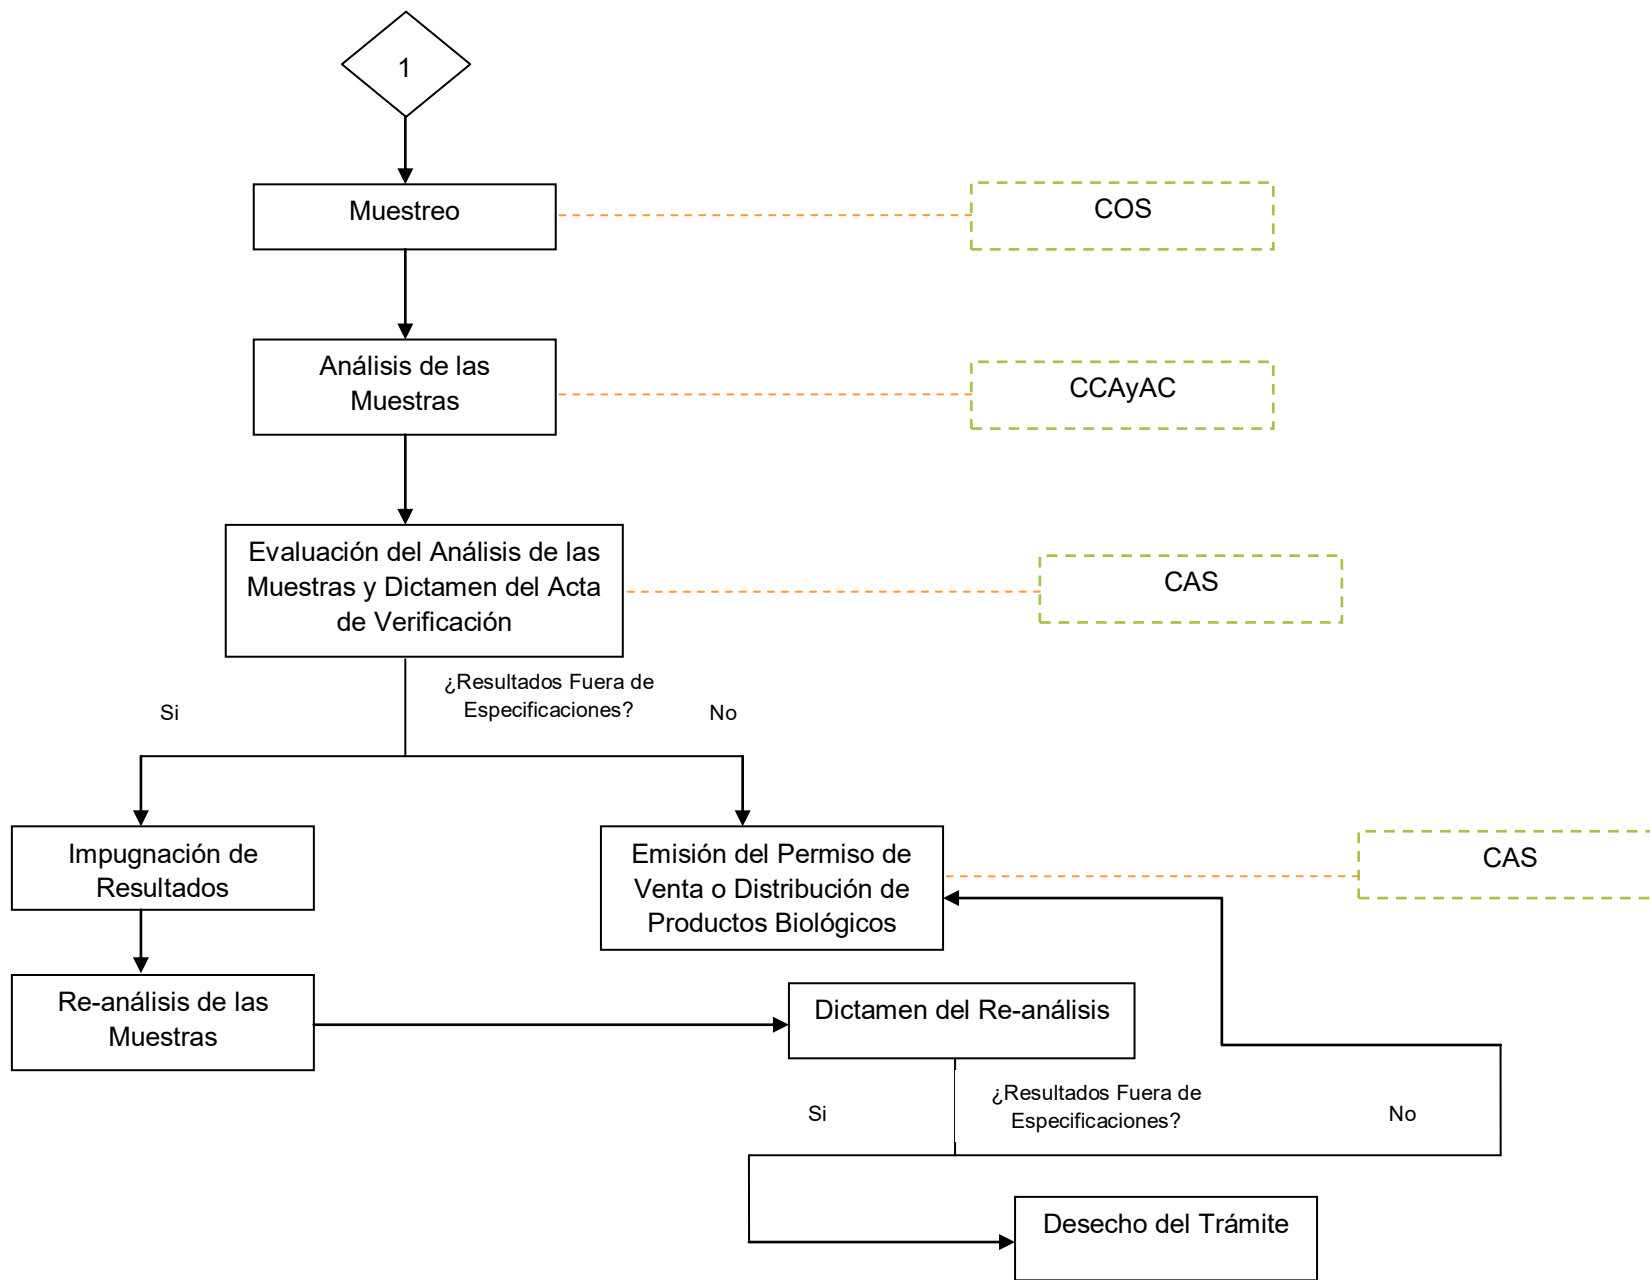 1
Muestreo
COS
Análisis de las
Muestras
CCAyAC
Evaluación del Análisis de las
Muestras y Dictamen del Acta
de Verificación
CAS
¿Resultados Fuera de
Especificaciones?
Si
No
Impugnación de
Resultados
Emisión del Permiso de
Venta o Distribución de
Productos Biológicos
CAS
Re-análisis de las
Muestras
Dictamen del Re-análisis
¿Resultados Fuera de
Especificaciones?
Si
No
Desecho del Trámite